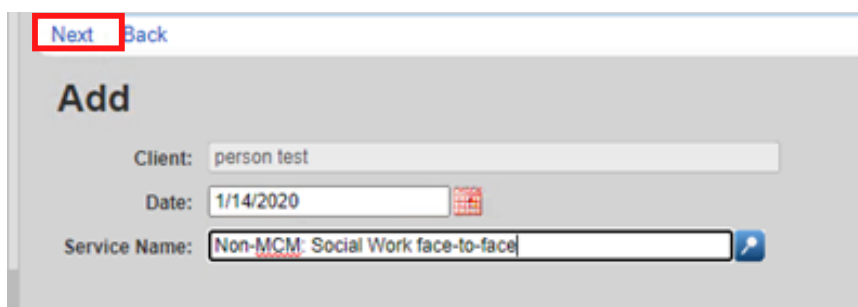 Next Back
Add
Client: person test
Date: 1/14/2020
Service Name: Non-MCM: Social Work face-to-face